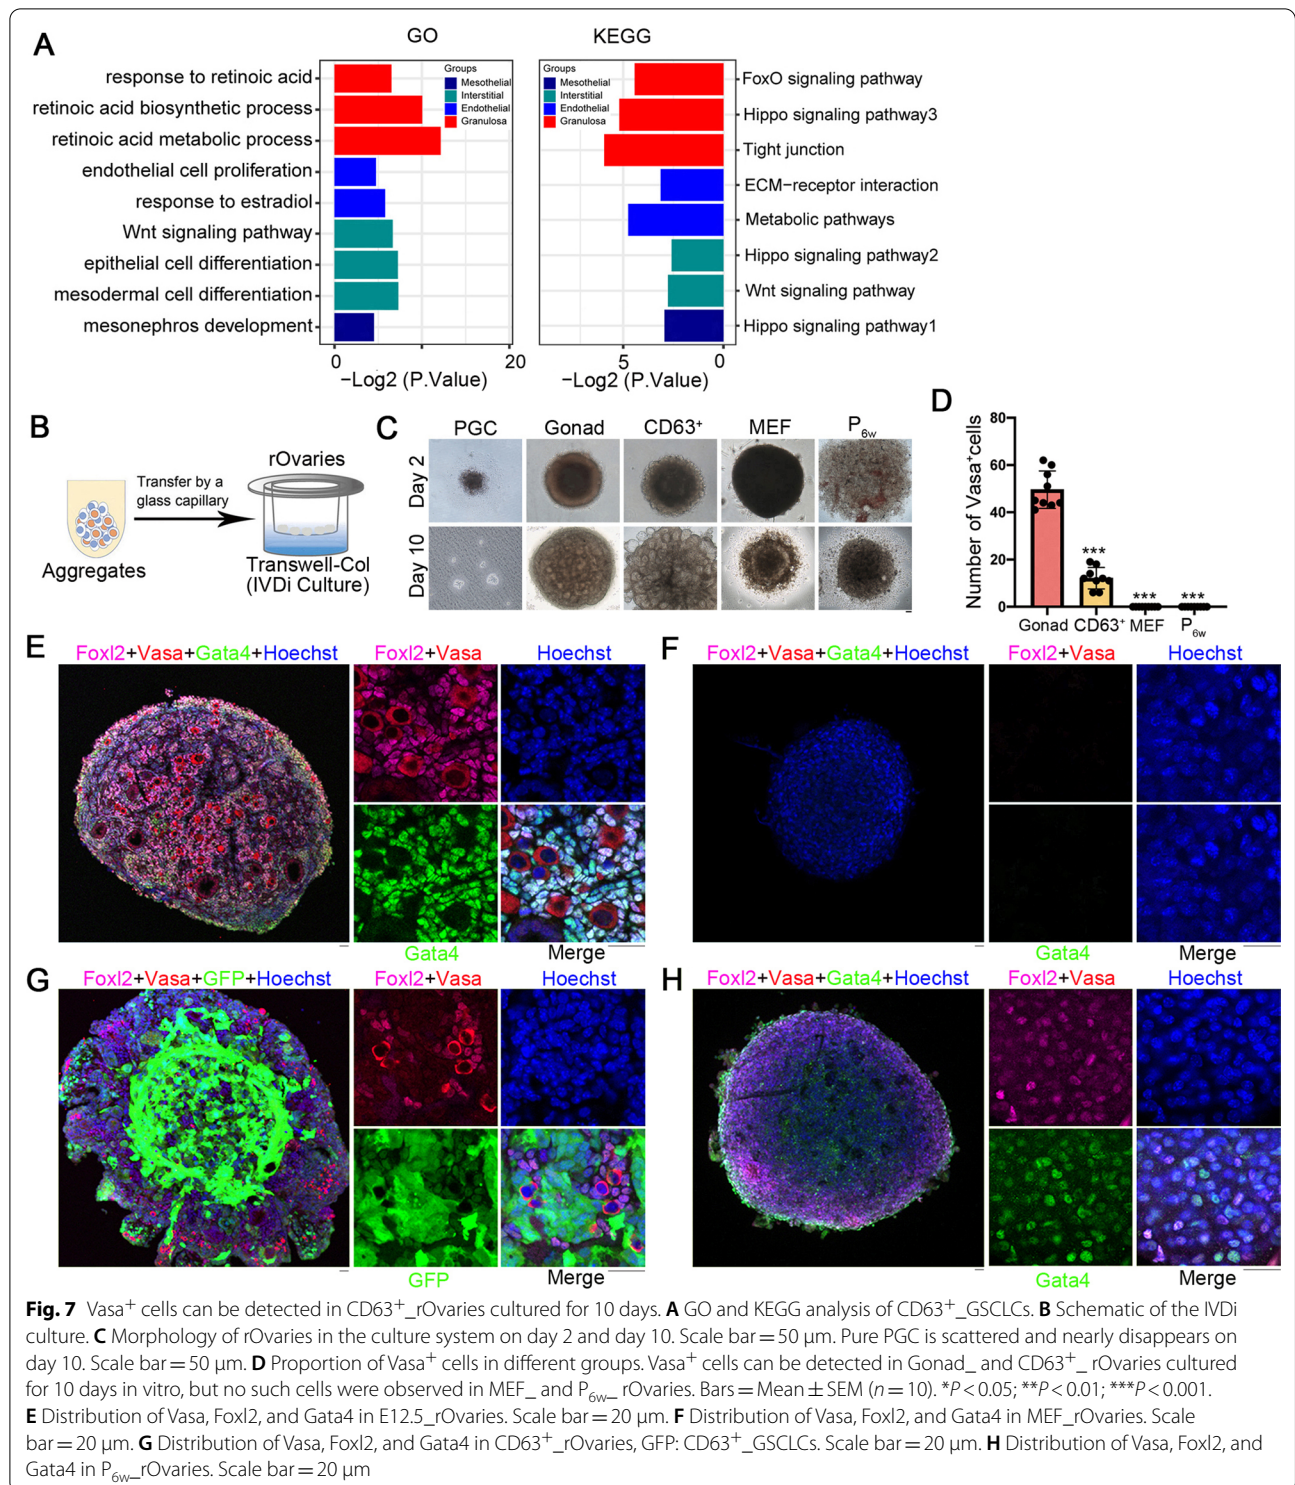 A
GO
KEGG
response to retinoic acid
retinoic acid biosynthetic process
retinoic acid metabolic process
endothelial cell proliferation
response to estradiol
Wnt signaling pathway
epithelial cell differentiation
mesodermal cell differentiation
mesonephros development
Groups
Mesothelial
Interstitial
Endothelial
Granulosa
0
20
−Log2 (P.Value)
Groups
Mesothelial
Interstitial
Endothelial
Granulosa
FoxO signaling pathway
Hippo signaling pathway3
Tight junction
ECM−receptor interaction
Metabolic pathways
Hippo signaling pathway2
Wnt signaling pathway
Hippo signaling pathway1
5
0
−Log2 (P.Value)
B
rOvaries
Transfer by a
glass capillary
Aggregates
Transwell-Col
(IVDi Culture)
C
PGC
Gonad
CD63⁺
MEF
P6w
Day 2
Day 10
D
Number of Vasa⁺cells
80
60
40
20
0
***
***
***
Gonad
CD63⁺
MEF
P6w
E
Foxl2+Vasa+Gata4+Hoechst
Foxl2+Vasa
Hoechst
Gata4
Merge
F
Foxl2+Vasa+Gata4+Hoechst
Foxl2+Vasa
Hoechst
Gata4
Merge
G
Foxl2+Vasa+GFP+Hoechst
Foxl2+Vasa
Hoechst
GFP
Merge
H
Foxl2+Vasa+Gata4+Hoechst
Foxl2+Vasa
Hoechst
Gata4
Merge
Fig. 7 Vasa⁺ cells can be detected in CD63⁺_rOvaries cultured for 10 days. A GO and KEGG analysis of CD63⁺_GSCLCs. B Schematic of the IVDi
culture. C Morphology of rOvaries in the culture system on day 2 and day 10. Scale bar = 50 μm. Pure PGC is scattered and nearly disappears on
day 10. Scale bar = 50 μm. D Proportion of Vasa⁺ cells in different groups. Vasa⁺ cells can be detected in Gonad_ and CD63⁺_ rOvaries cultured
for 10 days in vitro, but no such cells were observed in MEF_ and P6w_ rOvaries. Bars = Mean ± SEM (n = 10). *P < 0.05; **P < 0.01; ***P < 0.001.
E Distribution of Vasa, Foxl2, and Gata4 in E12.5_rOvaries. Scale bar = 20 μm. F Distribution of Vasa, Foxl2, and Gata4 in MEF_rOvaries. Scale
bar = 20 μm. G Distribution of Vasa, Foxl2, and Gata4 in CD63⁺_rOvaries, GFP: CD63⁺_GSCLCs. Scale bar = 20 μm. H Distribution of Vasa, Foxl2, and
Gata4 in P6w_rOvaries. Scale bar = 20 μm